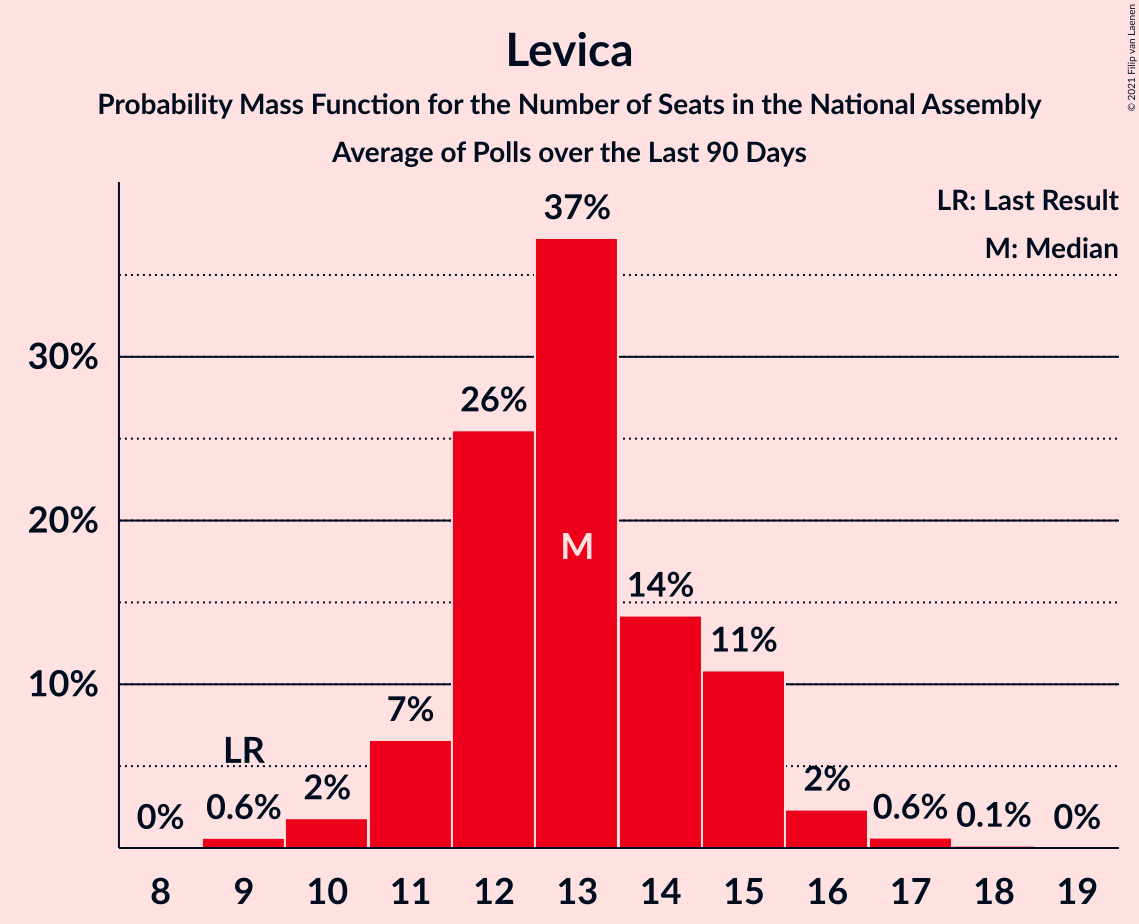 Levica
Probability Mass Function for the Number of Seats in the National Assembly
Average of Polls over the Last 90 Days
© 2021 Filip van Laenen
LR: Last Result
M: Median
37%
30%
26%
20%
M
14%
11%
10%
7%
LR
2%
2%
0%
0.6%
0.6%
0.1%
0%
8 9 10 11 12 13 14 15 16 17 18 19